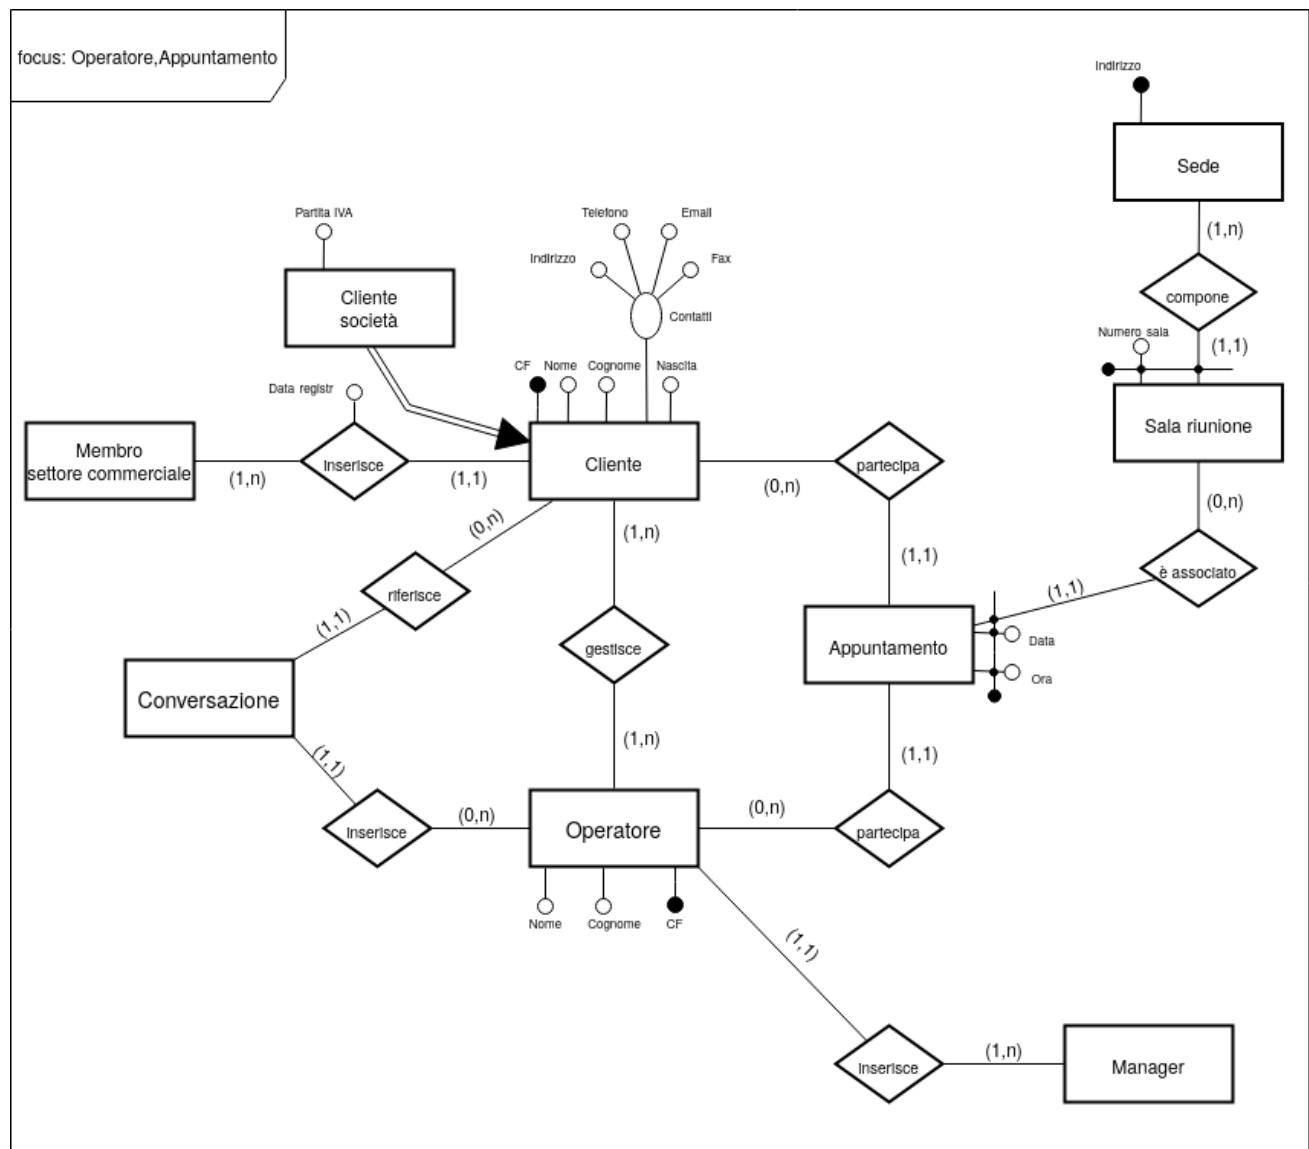 focus: Operatore,Appuntamento
Indirizzo
Sede
(1,n)
compone
Numero sala
(1,1)
Sala riunione
(0,n)
è associato
(1,1)
Partita IVA
Cliente
società
Telefono
Email
Indirizzo
Fax
Contatti
CF
Nome
Cognome
Nascita
Data registr
Membro
settore commerciale
(1,n)
Inserisce
(1,1)
Cliente
(0,n)
partecipa
(1,1)
(0,n)
riferisce
(1,1)
(1,n)
gestisce
(1,n)
Appuntamento
Data
Ora
(1,1)
Conversazione
(1,1)
Inserisce
(0,n)
Operatore
(0,n)
partecipa
Nome
Cognome
CF
(1,1)
Inserisce
(1,n)
Manager